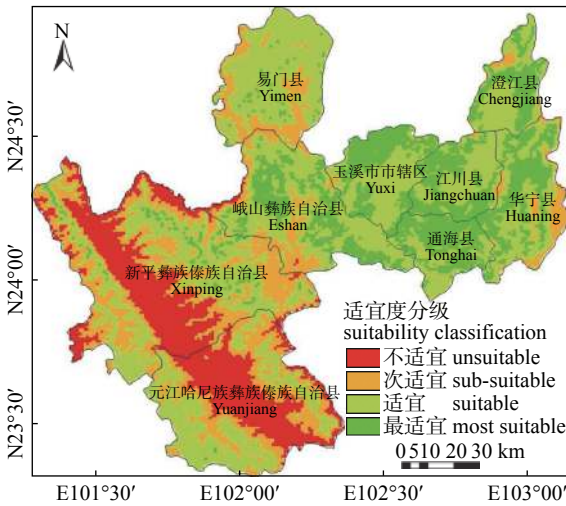 N
易门县
Yimen
澄江县
Chengjiang
N24°30′
玉溪市市辖区
Yuxi
江川县
Jiangchuan
华宁县
Huaning
峨山彝族自治县
Eshan
通海县
Tonghai
N24°00′
新平彝族傣族自治县
Xinping
适宜度分级
suitability classification
不适宜 unsuitable
次适宜 sub-suitable
适宜 suitable
最适宜 most suitable
元江哈尼族彝族傣族自治县
Yuanjiang
N23°30′
0 510 20 30 km
E101°30′ E102°00′ E102°30′ E103°00′